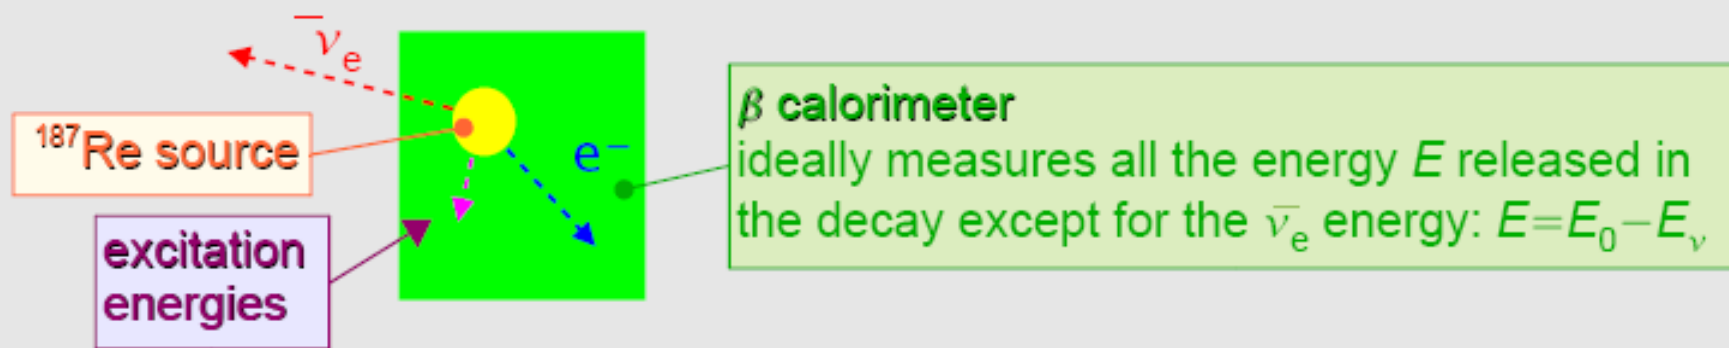 ν̄e
187Re source
e−
excitation
energies
β calorimeter
ideally measures all the energy E released in
the decay except for the ν̄e energy: E=E0−Eν